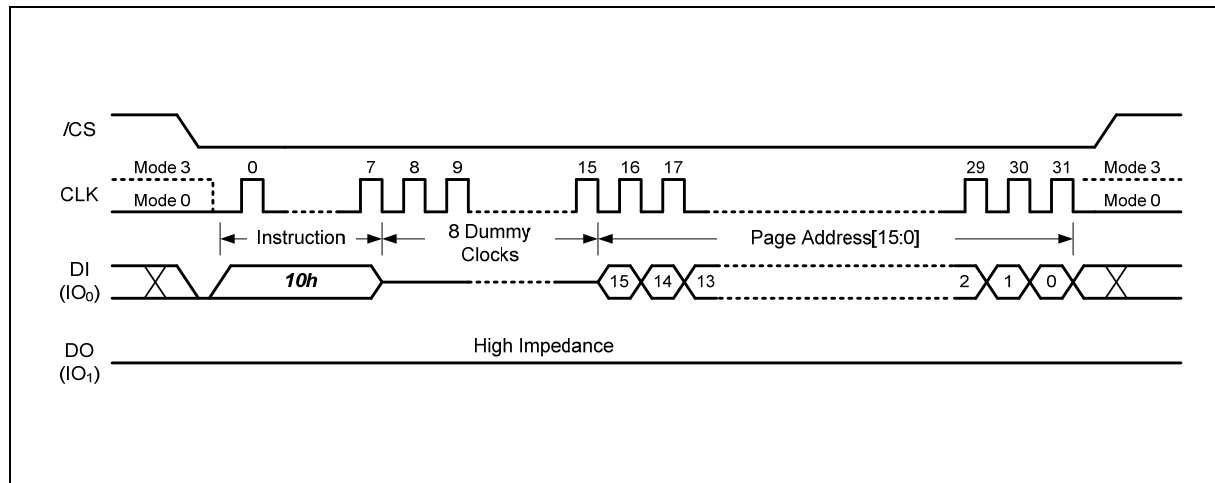 /CS
Mode 3 0 7 8 9 15 16 17 29 30 31 Mode 3
CLK
Mode 0 Mode 0
Instruction 8 Dummy Clocks Page Address[15:0]
DI (IO₀) 10h 15 14 13 2 1 0
High Impedance
DO (IO₁)